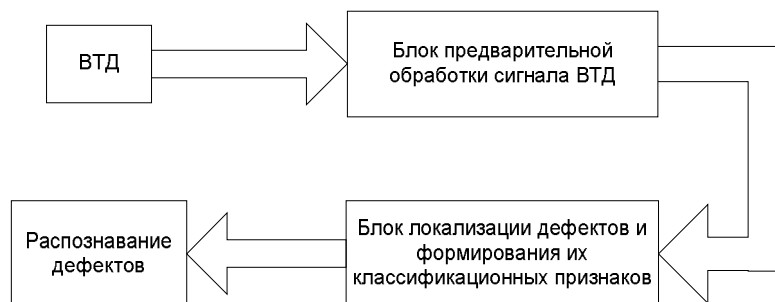 ВТД
Блок предварительной
обработки сигнала ВТД
Распознавание
дефектов
Блок локализации дефектов и
формирования их
классификационных признаков